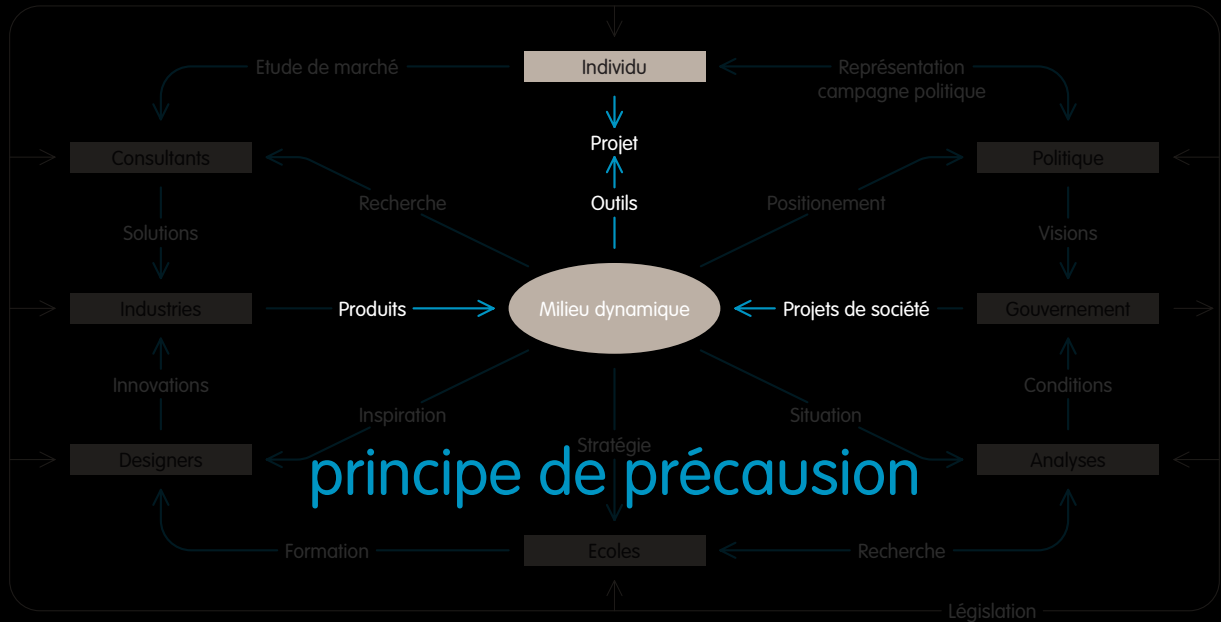 Individu
Etude de marché
Représentation
campagne politique
Projet
Consultants
Politique
Recherche
Outils
Positionement
Solutions
Visions
Industries
Produits
Milieu dynamique
Projets de société
Gouvernement
Innovations
Conditions
Inspiration
Situation
Stratégie
Designers
principe de précausion
Analyses
Formation
Ecoles
Recherche
Législation